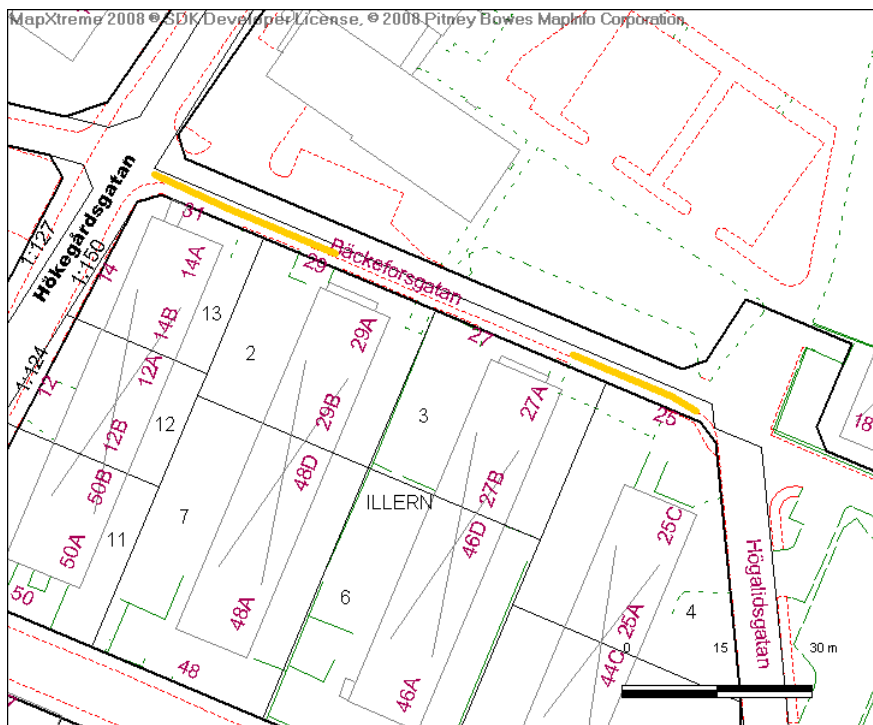 MapXtreme 2008 ® SDK Developer License, © 2008 Pitney Bowes MapInfo Corporation.
Hökegårdsgatan
1:127
1:150
1:124
31
14
14A
14B
13
12A
12
12B
12
50B
11
50A
50
Bäckeforsgatan
29
29A
2
29B
48D
7
48A
48
27
27A
3
27B
ILLERN
46D
6
46A
25
25C
25A
4
44C
Högalidsgatan
18
0 15 30 m